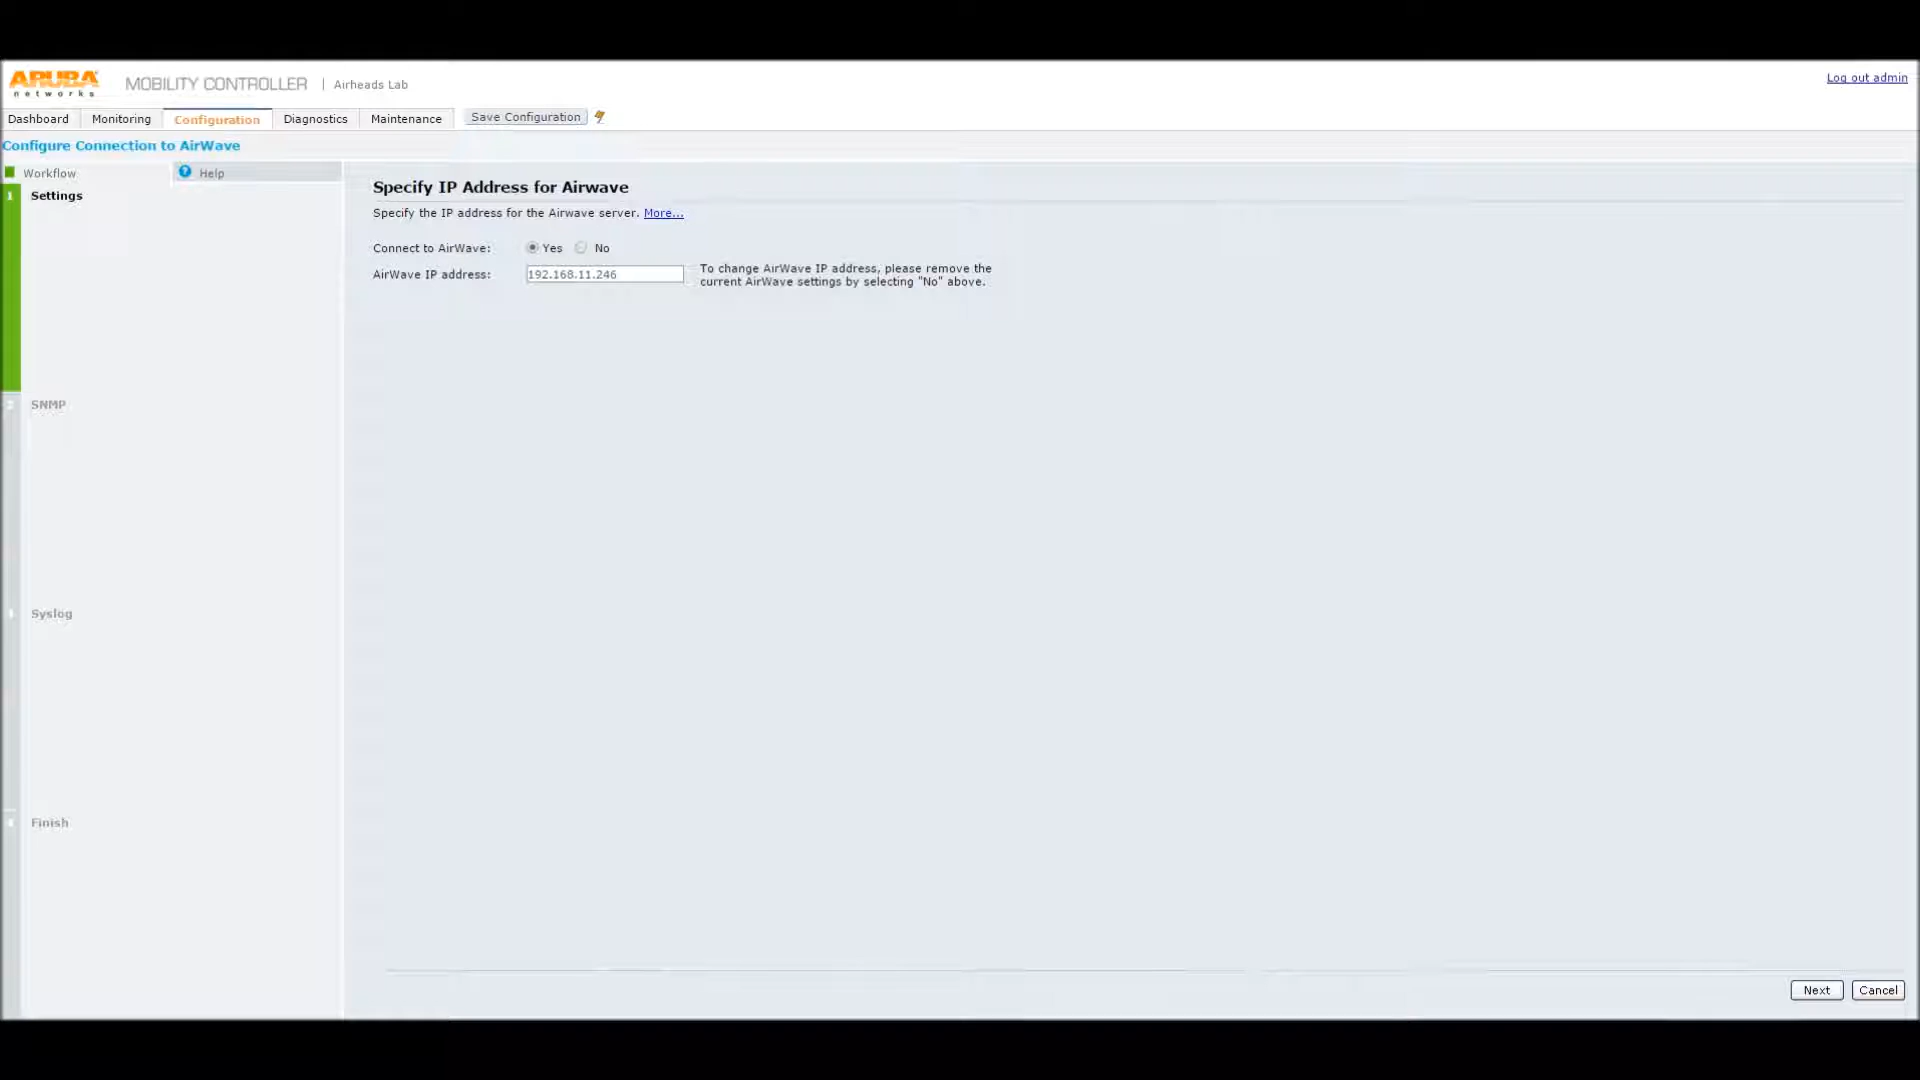 ARUBA
networks
MOBILITY CONTROLLER | Airheads Lab
Log out admin
Dashboard Monitoring Configuration Diagnostics Maintenance Save Configuration
Configure Connection to AirWave
Workflow ? Help
1 Settings
Specify IP Address for Airwave
Specify the IP address for the Airwave server. More...
Connect to AirWave: Yes No
AirWave IP address: 192.168.11.246
To change AirWave IP address, please remove the
current AirWave settings by selecting "No" above.
SNMP
Syslog
Finish
Next Cancel